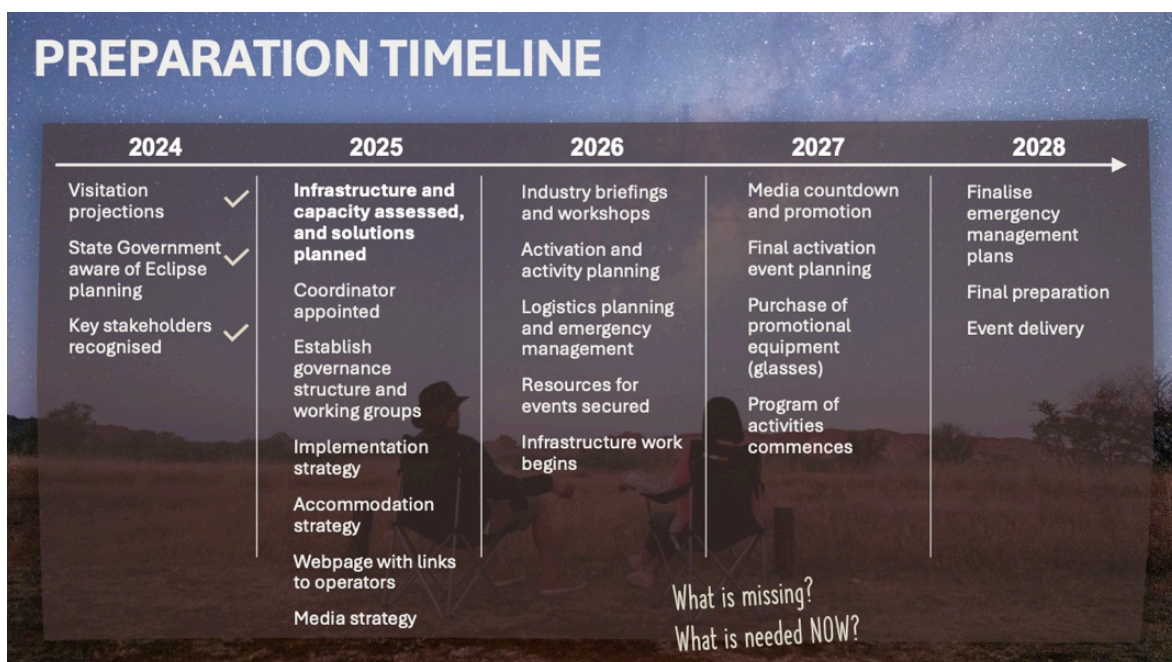 PREPARATION TIMELINE
2024
Visitation
projections
State Government
aware of Eclipse
planning
Key stakeholders
recognised
2025
Infrastructure and
capacity assessed,
and solutions
planned
Coordinator
appointed
Establish
governance
structure and
working groups
Implementation
strategy
Accommodation
strategy
Webpage with links
to operators
Media strategy
2026
Industry briefings
and workshops
Activation and
activity planning
Logistics planning
and emergency
management
Resources for
events secured
Infrastructure work
begins
2027
Media countdown
and promotion
Final activation
event planning
Purchase of
promotional
equipment
(glasses)
Program of
activities
commences
2028
Finalise
emergency
management
plans
Final preparation
Event delivery
What is missing?
What is needed NOW?